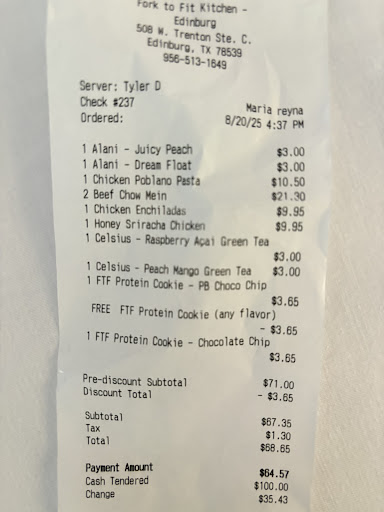 Fork to Fit Kitchen -
Edinburg
508 W. Trenton Ste. C.
Edinburg, TX 78539
956-513-1649
Server: Tyler D
Check #237 Maria reyna
Ordered: 8/20/25 4:37 PM
1 Alani - Juicy Peach $3.00
1 Alani - Dream Float $3.00
1 Chicken Poblano Pasta $10.50
2 Beef Chow Mein $21.30
1 Chicken Enchiladas $9.95
1 Honey Sriracha Chicken $9.95
1 Celsius - Raspberry Açai Green Tea
$3.00
1 Celsius - Peach Mango Green Tea $3.00
1 FTF Protein Cookie - PB Choco Chip
$3.65
FREE FTF Protein Cookie (any flavor)
- $3.65
1 FTF Protein Cookie - Chocolate Chip
$3.65
Pre-discount Subtotal $71.00
Discount Total - $3.65
Subtotal $67.35
Tax $1.30
Total $68.65
Payment Amount $64.57
Cash Tendered $100.00
Change $35.43